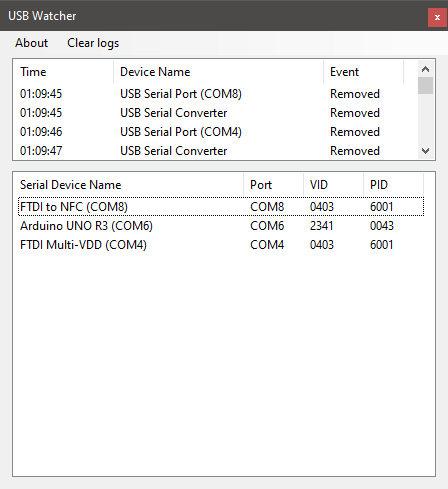 USB Watcher
x
About Clear logs
Time Device Name Event
01:09:45 USB Serial Port (COM8) Removed
01:09:45 USB Serial Converter Removed
01:09:46 USB Serial Port (COM4) Removed
01:09:47 USB Serial Converter Removed
Serial Device Name Port VID PID
FTDI to NFC (COM8) COM8 0403 6001
Arduino UNO R3 (COM6) COM6 2341 0043
FTDI Multi-VDD (COM4) COM4 0403 6001